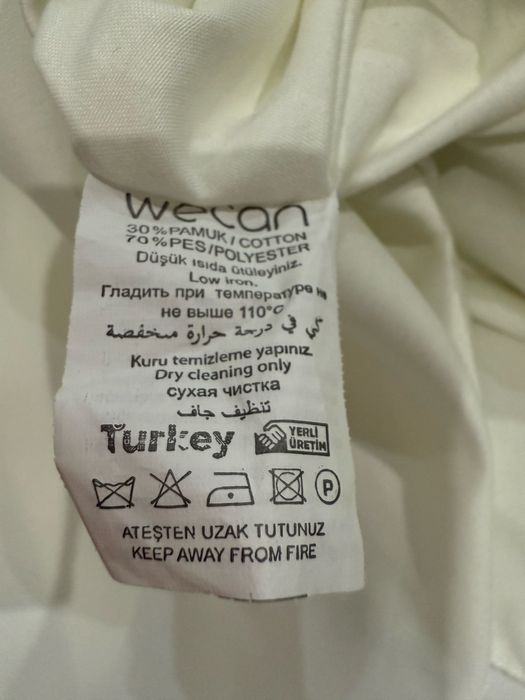 wecan
30%PAMUK/COTTON
70%PES/POLYESTER
Düşük ısıda ütüleyiniz.
Low iron.
Гладить при температуре не
не выше 110°C
في درجة حرارة منخفضة
Kuru temizleme yapınız
Dry cleaning only
сухая чистка
تنظيف جاف
Turkey
YERLİ
ÜRETİM
P
ATEŞTEN UZAK TUTUNUZ
KEEP AWAY FROM FIRE